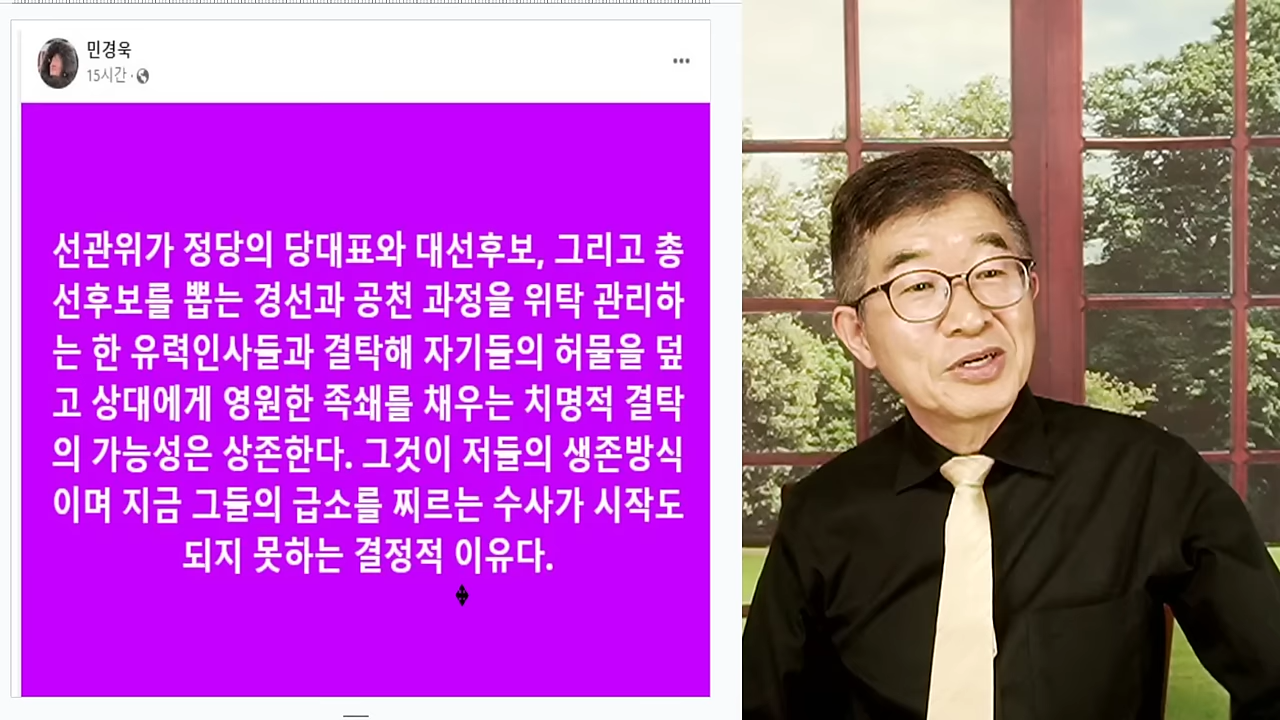 민경욱
15시간 ·
선관위가 정당의 당대표와 대선후보, 그리고 총
선후보를 뽑는 경선과 공천 과정을 위탁 관리하
는 한 유력인사들과 결탁해 자기들의 허물을 덮
고 상대에게 영원한 족쇄를 채우는 치명적 결탁
의 가능성은 상존한다. 그것이 저들의 생존방식
이며 지금 그들의 급소를 찌르는 수사가 시작도
되지 못하는 결정적 이유다.